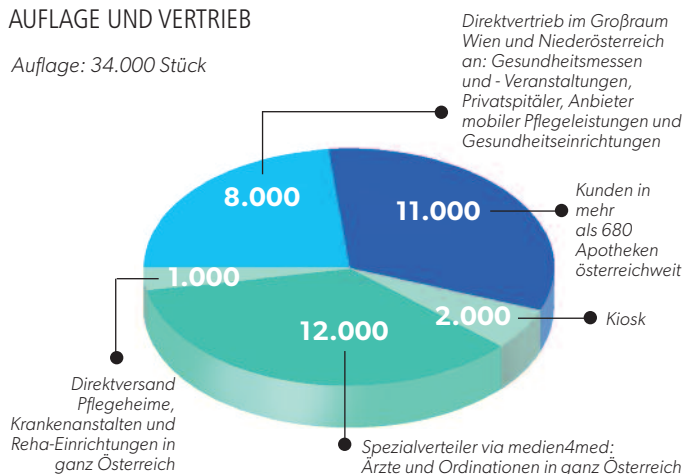 AUFLAGE UND VERTRIEB
Auflage: 34.000 Stück
Direktvertrieb im Großraum
Wien und Niederösterreich
an: Gesundheitsmessen
und - Veranstaltungen,
Privatspitäler, Anbieter
mobiler Pflegeleistungen und
Gesundheitseinrichtungen
8.000
11.000
Kunden in
mehr
als 680
Apotheken
österreichweit
1.000
2.000
Kiosk
12.000
Direktversand
Pflegeheime,
Krankenanstalten und
Reha-Einrichtungen in
ganz Österreich
Spezialverteiler via medien4med:
Ärzte und Ordinationen in ganz Österreich